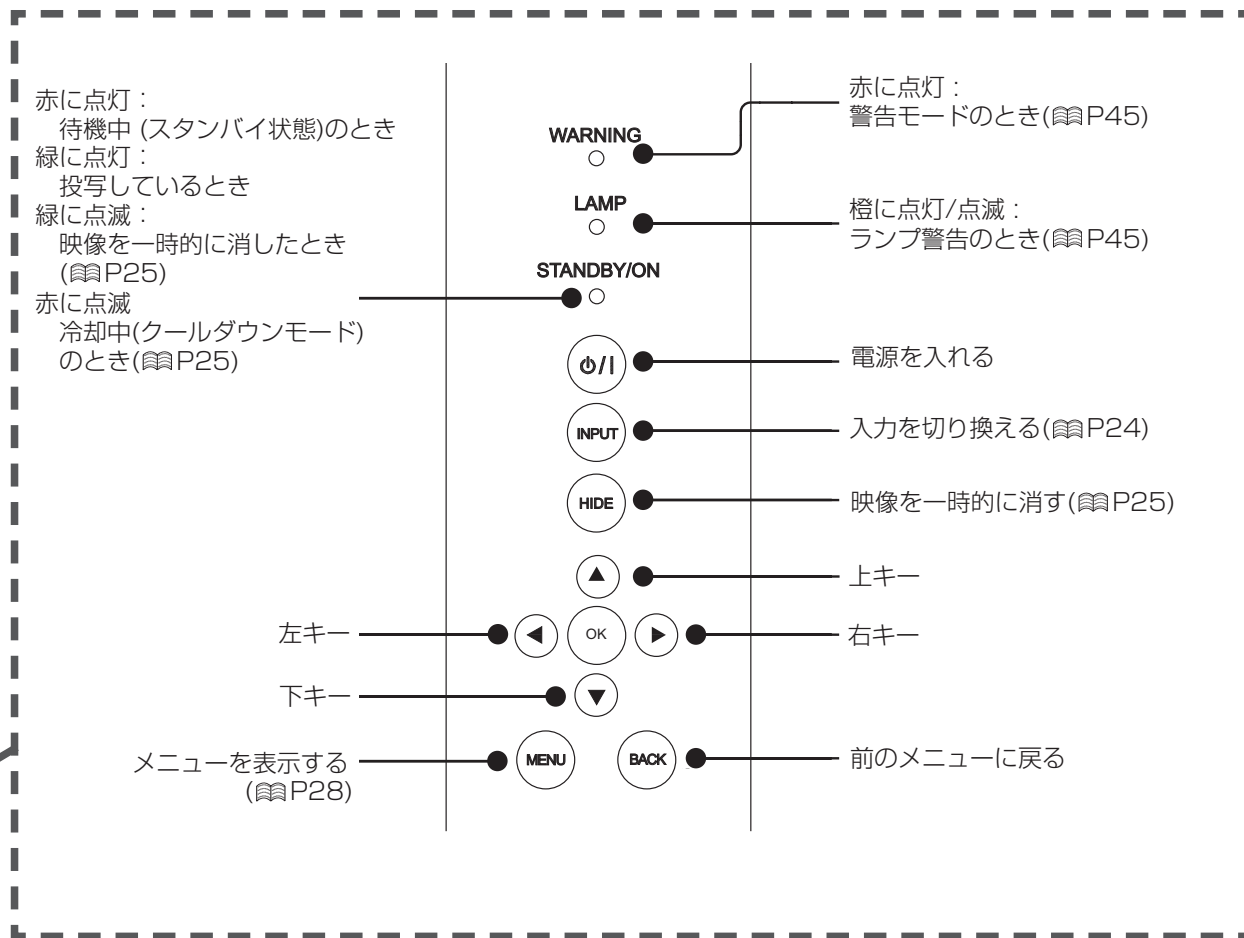 赤に点灯：
待機中 (スタンバイ状態)のとき
緑に点灯：
投写しているとき
緑に点滅：
映像を一時的に消したとき
(P25)
赤に点滅
冷却中(クールダウンモード)
のとき(P25)
WARNING
赤に点灯：
警告モードのとき(P45)
LAMP
橙に点灯/点滅：
ランプ警告のとき(P45)
STANDBY/ON
⏻/I
電源を入れる
INPUT
入力を切り換える(P24)
HIDE
映像を一時的に消す(P25)
上キー
左キー
OK
右キー
下キー
メニューを表示する
(P28)
MENU
BACK
前のメニューに戻る